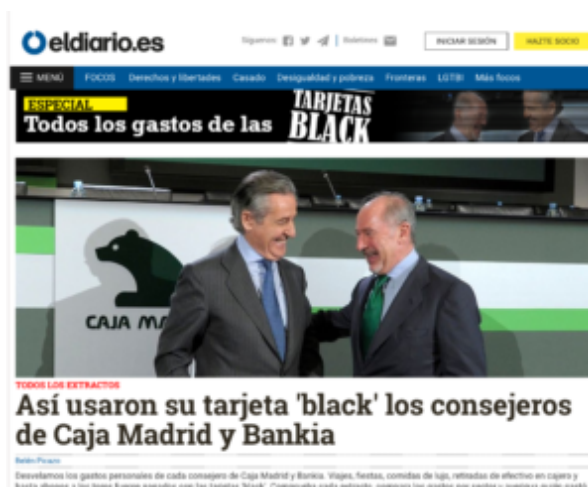 eldiario.es
Síguenos:
Boletines
INICIAR SESIÓN
HAZTE SOCIO
MENÚ FOCOS Derechos y libertades Casado Desigualdad y pobreza Fronteras LGTBI Más focos
ESPECIAL
Todos los gastos de las
TARJETAS
BLACK
CAJA MA
TODOS LOS EXTRACTOS
Así usaron su tarjeta 'black' los consejeros
de Caja Madrid y Bankia
Belén Picazo
Desvelamos los gastos personales de cada consejero de Caja Madrid y Bankia. Viajes, fiestas, comidas de lujo, retiradas de efectivo en cajero y